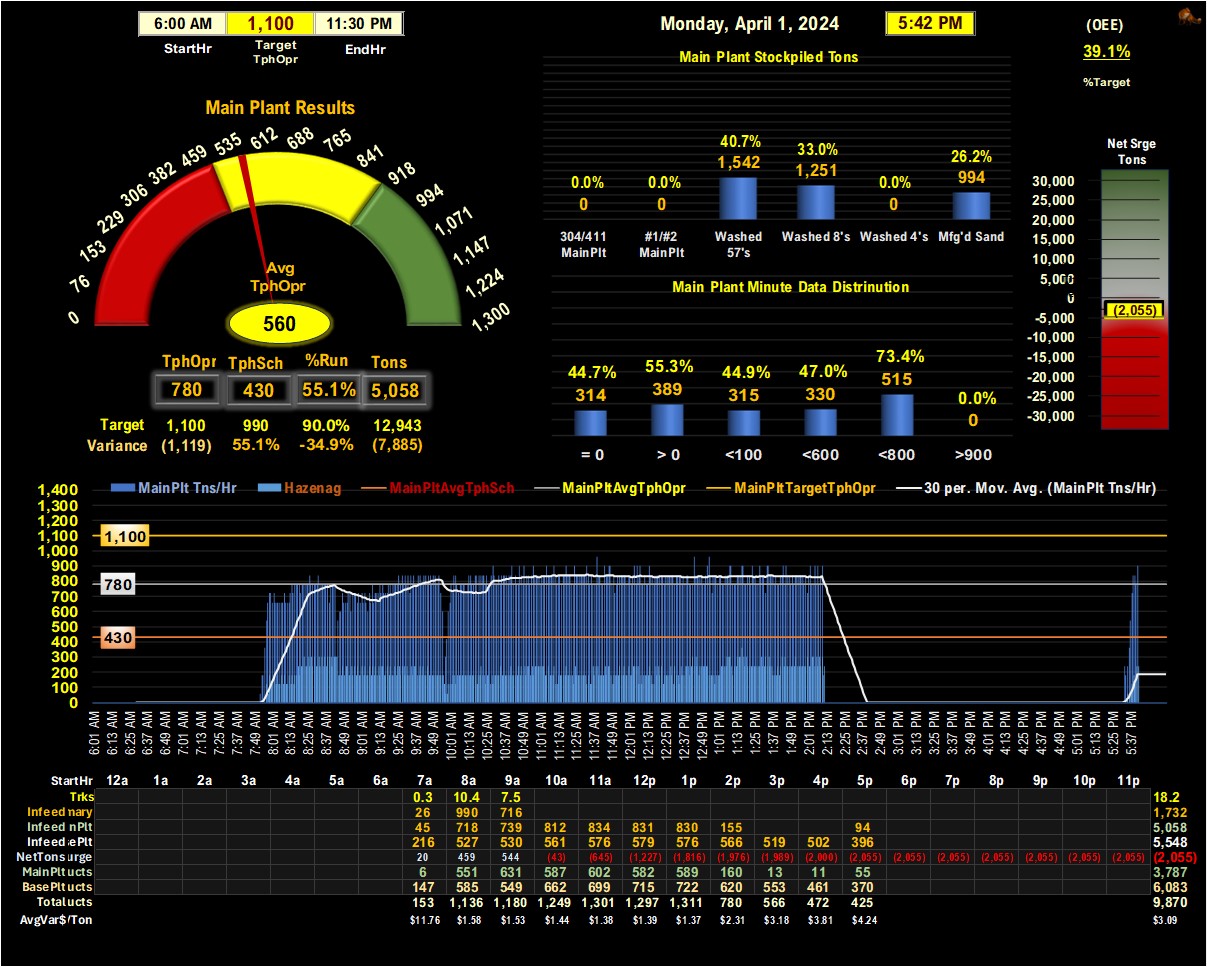 6:00 AM 1,100 11:30 PM
StartHr Target TphOpr EndHr
Monday, April 1, 2024 5:42 PM
(OEE)
39.1%
%Target
Main Plant Results
0 76 153 229 306 382 459 535 612 688 765 841 918 994 1,071 1,147 1,224 1,300
Avg
TphOpr
560
TphOpr TphSch %Run Tons
780 430 55.1% 5,058
Target 1,100 990 90.0% 12,943
Variance (1,119) 55.1% -34.9% (7,885)
Main Plant Stockpiled Tons
0.0% 0.0% 40.7% 33.0% 0.0% 26.2%
0 0 1,542 1,251 0 994
304/411 MainPlt #1/#2 MainPlt Washed 57's Washed 8's Washed 4's Mfg'd Sand
Main Plant Minute Data Distrinution
44.7% 55.3% 44.9% 47.0% 73.4% 0.0%
314 389 315 330 515 0
= 0 > 0 <100 <600 <800 >900
Net Srge
Tons
30,000
25,000
20,000
15,000
10,000
5,000
0
(2,055)
-5,000
-10,000
-15,000
-20,000
-25,000
-30,000
MainPlt Tns/Hr Hazenag MainPltAvgTphSch MainPltAvgTphOpr MainPltTargetTphOpr 30 per. Mov. Avg. (MainPlt Tns/Hr)
1,400
1,300
1,200
1,100
1,000
900
800
700
600
500
400
300
200
100
0
1,100
780
430
6:01 AM 6:13 AM 6:25 AM 6:37 AM 6:49 AM 7:01 AM 7:13 AM 7:25 AM 7:37 AM 7:49 AM 8:01 AM 8:13 AM 8:25 AM 8:37 AM 8:49 AM 9:01 AM 9:13 AM 9:25 AM 9:37 AM 9:49 AM 10:01 AM 10:13 AM 10:25 AM 10:37 AM 10:49 AM 11:01 AM 11:13 AM 11:25 AM 11:37 AM 11:49 AM 12:01 PM 12:13 PM 12:25 PM 12:37 PM 12:49 PM 1:01 PM 1:13 PM 1:25 PM 1:37 PM 1:49 PM 2:01 PM 2:13 PM 2:25 PM 2:37 PM 2:49 PM 3:01 PM 3:13 PM 3:25 PM 3:37 PM 3:49 PM 4:01 PM 4:13 PM 4:25 PM 4:37 PM 4:49 PM 5:01 PM 5:13 PM 5:25 PM 5:37 PM
StartHr 12a 1a 2a 3a 4a 5a 6a 7a 8a 9a 10a 11a 12p 1p 2p 3p 4p 5p 6p 7p 8p 9p 10p 11p
Trks 0.3 10.4 7.5 18.2
Infeed nary 26 990 716 1,732
Infeed nPlt 45 718 739 812 834 831 830 155 94 5,058
Infeed ePlt 216 527 530 561 576 579 576 566 519 502 396 5,548
NetTons urge 20 459 544 (43) (645) (1,227) (1,816) (1,976) (1,989) (2,000) (2,055) (2,055) (2,055) (2,055) (2,055) (2,055) (2,055) (2,055)
MainPlt ucts 6 551 631 587 602 582 589 160 13 11 55 3,787
BasePlt ucts 147 585 549 662 699 715 722 620 553 461 370 6,083
Total ucts 153 1,136 1,180 1,249 1,301 1,297 1,311 780 566 472 425 9,870
AvgVar$/Ton $11.76 $1.58 $1.53 $1.44 $1.38 $1.39 $1.37 $2.31 $3.18 $3.81 $4.24 $3.09